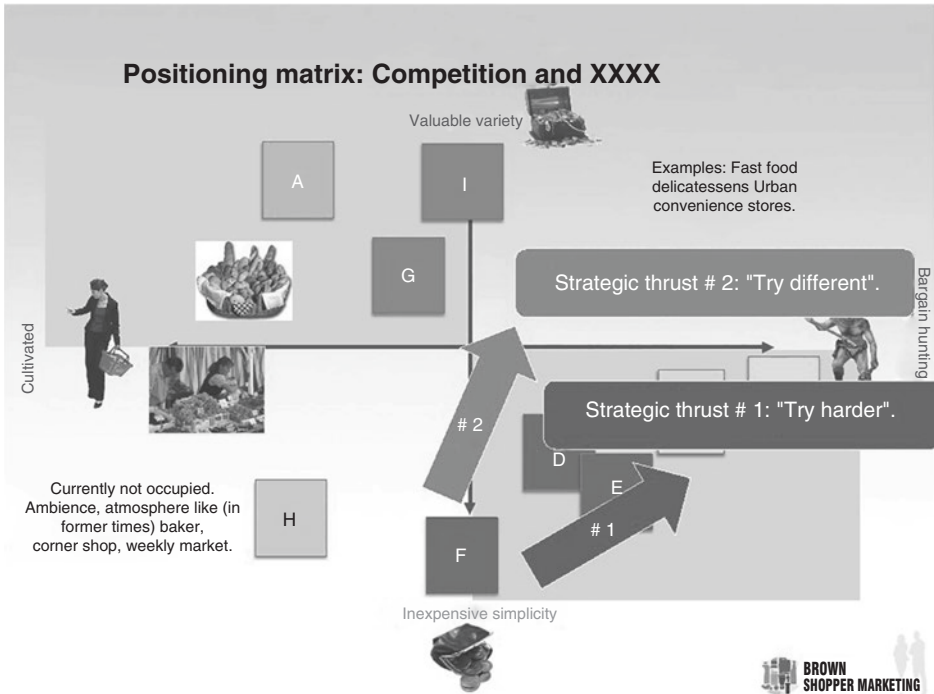 Positioning matrix: Competition and XXXX
Valuable variety
A
I
Examples: Fast food
delicatessens Urban
convenience stores.
G
Strategic thrust # 2: "Try different".
Cultivated
Bargain hunting
Strategic thrust # 1: "Try harder".
# 2
D
E
Currently not occupied.
Ambience, atmosphere like (in
former times) baker,
corner shop, weekly market.
H
# 1
F
Inexpensive simplicity
BROWN
SHOPPER MARKETING